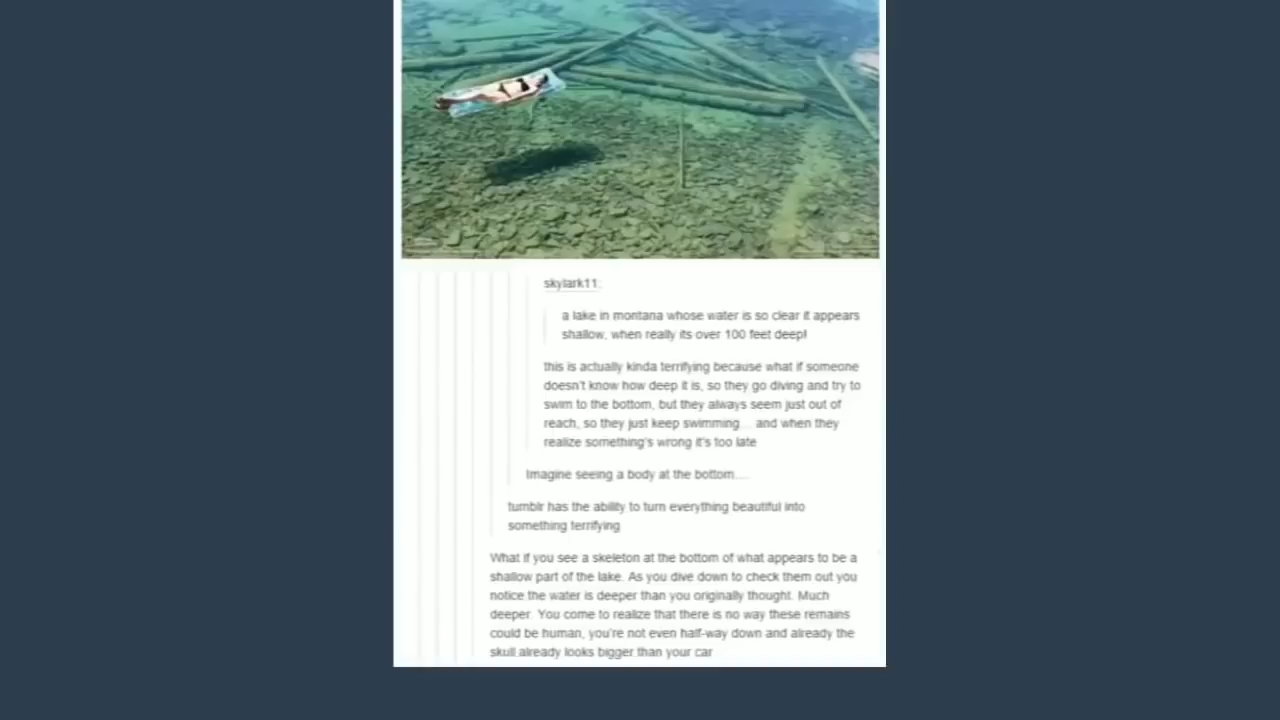 skylark11:
a lake in montana whose water is so clear it appears
shallow, when really its over 100 feet deep!
this is actually kinda terrifying because what if someone
doesn't know how deep it is, so they go diving and try to
swim to the bottom, but they always seem just out of
reach, so they just keep swimming... and when they
realize something's wrong it's too late
Imagine seeing a body at the bottom....
tumblr has the ability to turn everything beautiful into
something terrifying
What if you see a skeleton at the bottom of what appears to be a
shallow part of the lake. As you dive down to check them out you
notice the water is deeper than you originally thought. Much
deeper. You come to realize that there is no way these remains
could be human, you're not even half-way down and already the
skull already looks bigger than your car